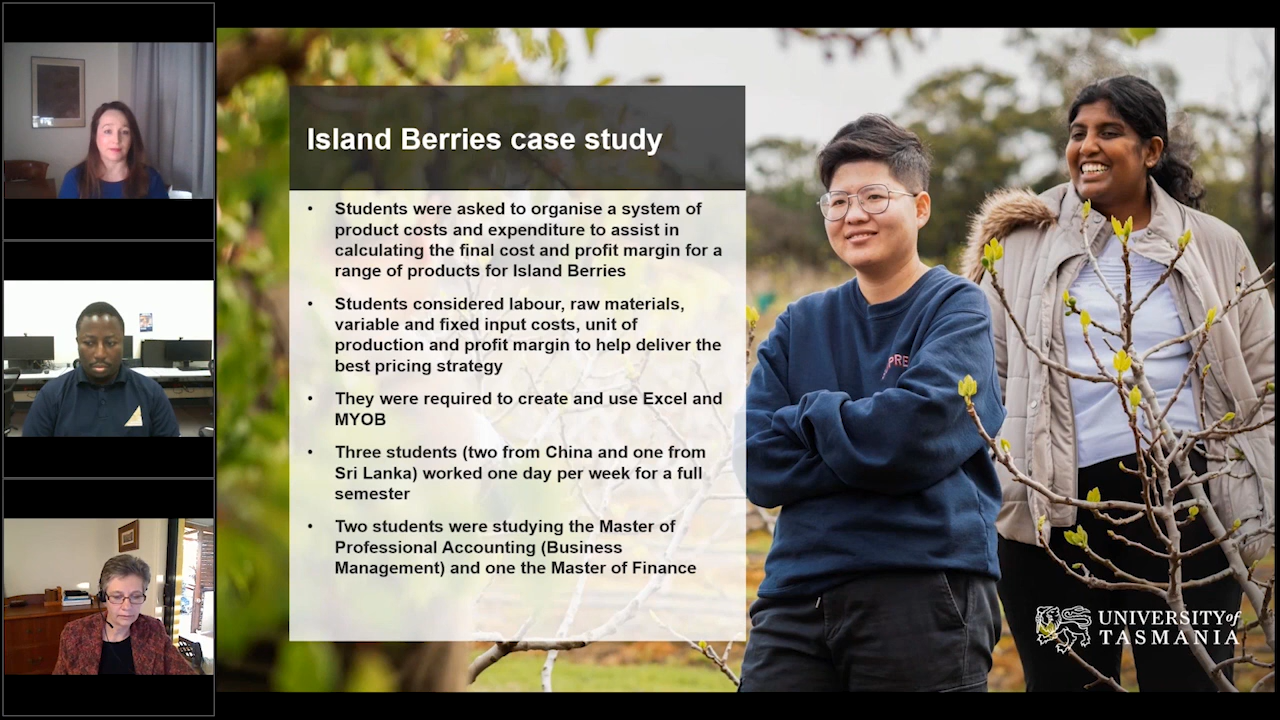 Island Berries case study
• Students were asked to organise a system of
product costs and expenditure to assist in
calculating the final cost and profit margin for a
range of products for Island Berries
• Students considered labour, raw materials,
variable and fixed input costs, unit of
production and profit margin to help deliver the
best pricing strategy
• They were required to create and use Excel and
MYOB
• Three students (two from China and one from
Sri Lanka) worked one day per week for a full
semester
• Two students were studying the Master of
Professional Accounting (Business
Management) and one the Master of Finance
UNIVERSITY of
TASMANIA